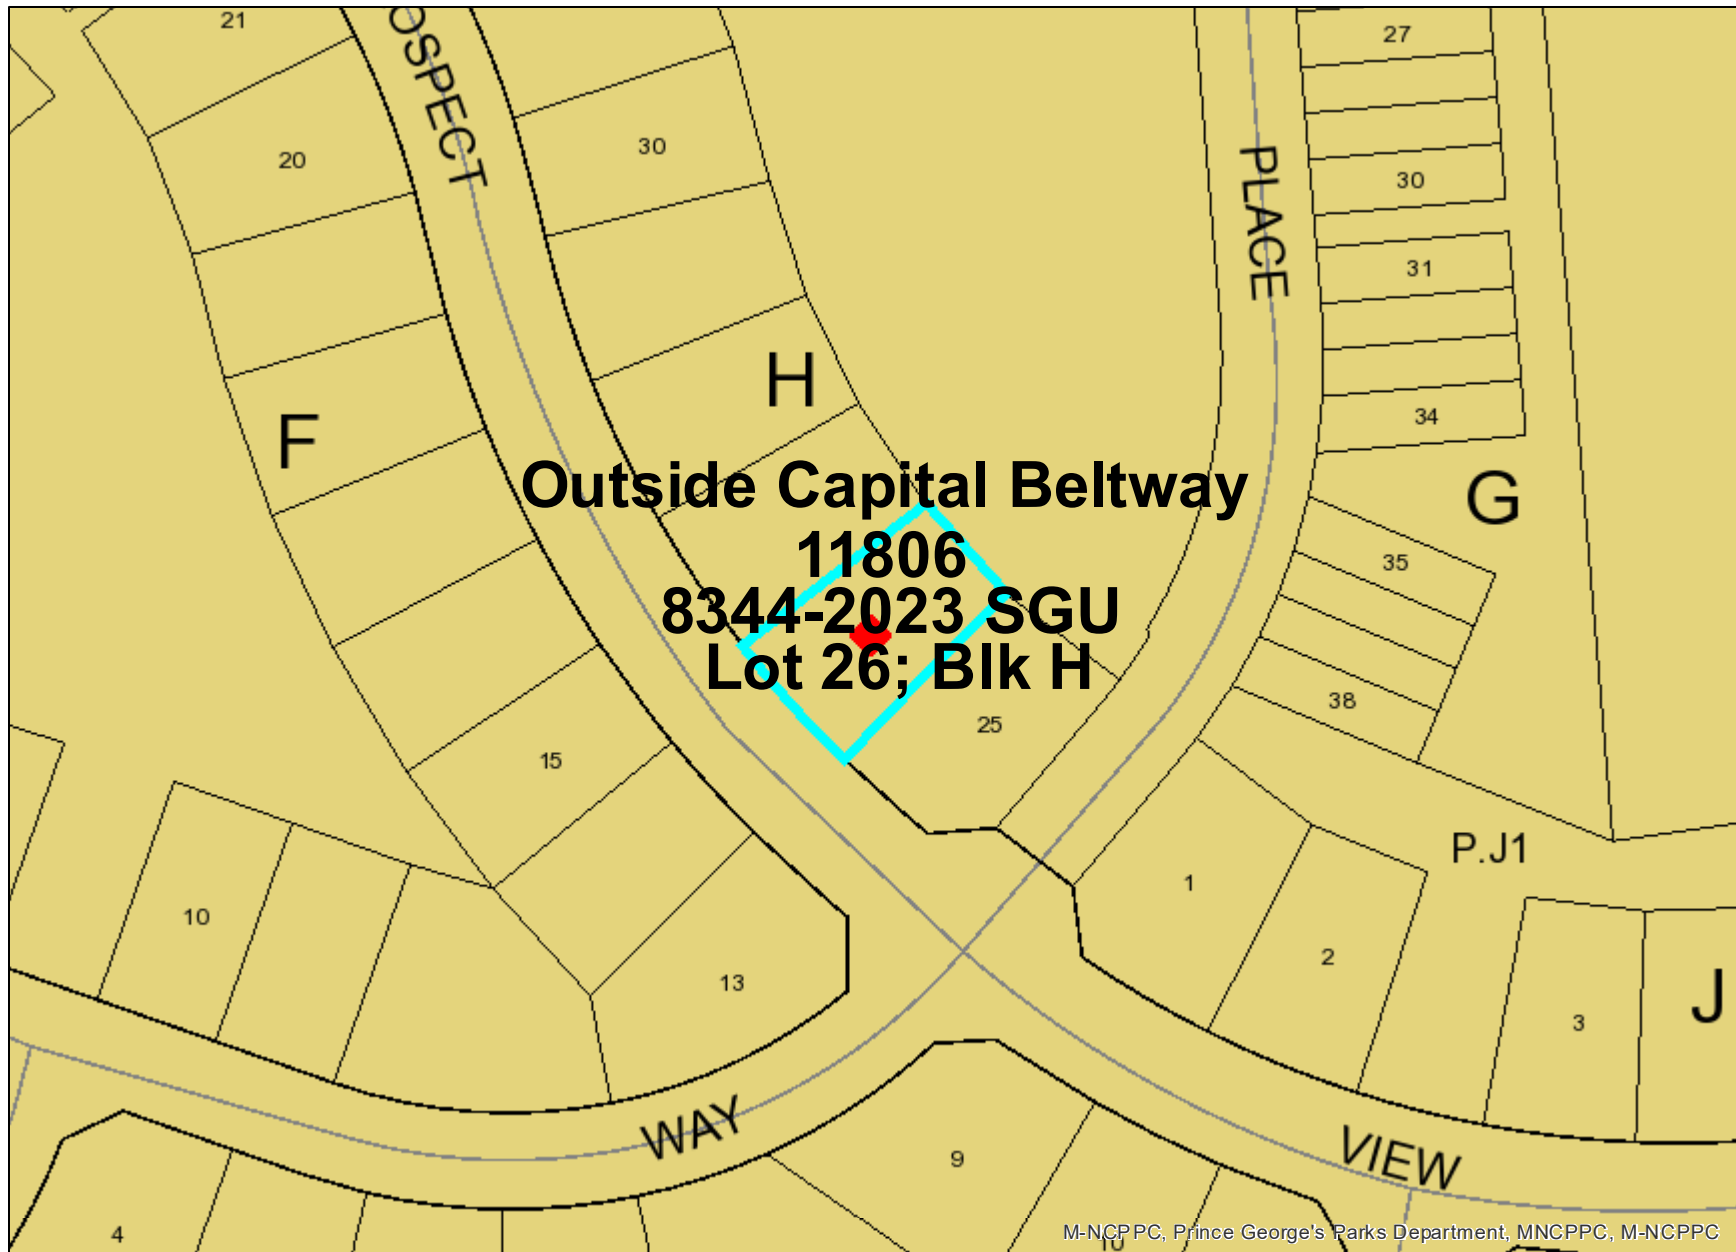 21
27
OSPECT
20
30
PLACE
30
31
H
34
F
G
Outside Capital Beltway
11806
35
8344-2023 SGU
Lot 26; Blk H
38
25
15
P.J1
1
10
2
13
3
J
WAY
VIEW
9
4
10
M-NCPPC, Prince George's Parks Department, MNCPPC, M-NCPPC